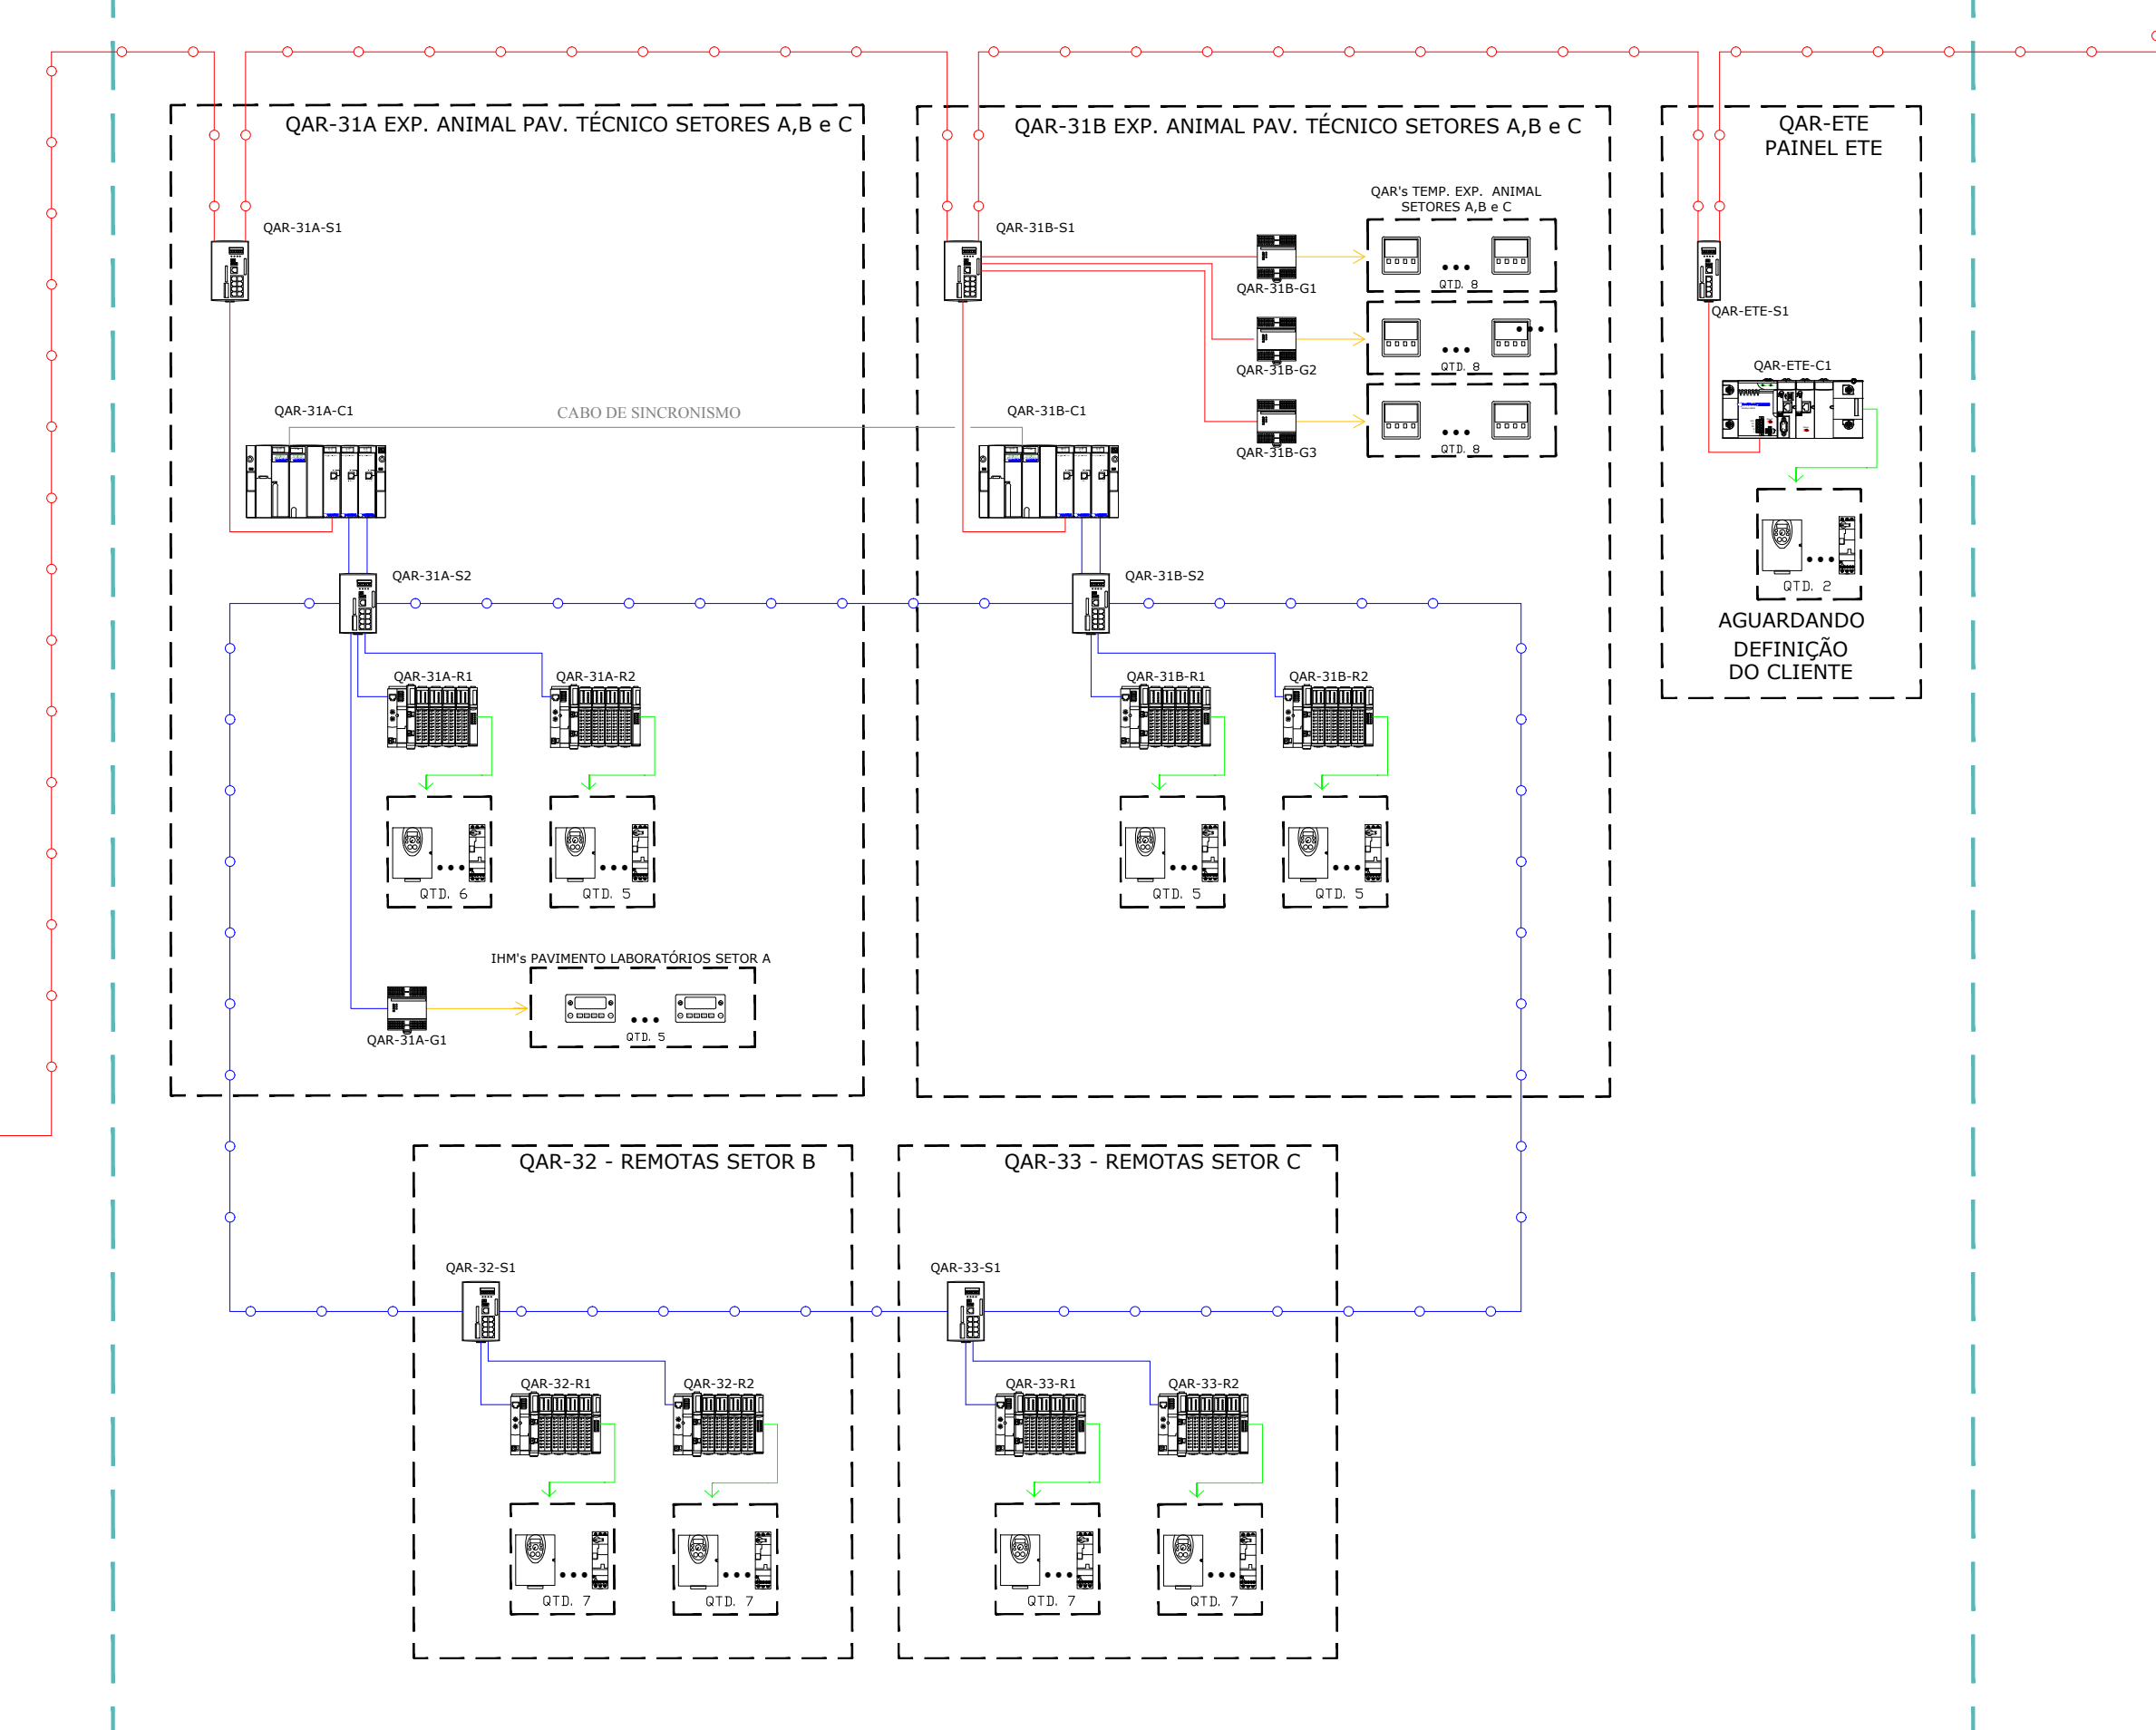 QAR-31A EXP. ANIMAL PAV. TÉCNICO SETORES A,B e C
QAR-31A-S1
QAR-31A-C1
CABO DE SINCRONISMO
QAR-31A-S2
QAR-31A-R1
QAR-31A-R2
QTD. 6
QTD. 5
IHM's PAVIMENTO LABORATÓRIOS SETOR A
QAR-31A-G1
QTD. 5
QAR-31B EXP. ANIMAL PAV. TÉCNICO SETORES A,B e C
QAR-31B-S1
QAR's TEMP. EXP. ANIMAL
SETORES A,B e C
QAR-31B-G1
QTD. 8
QAR-31B-G2
QTD. 8
QAR-31B-G3
QTD. 8
QAR-31B-C1
QAR-31B-S2
QAR-31B-R1
QAR-31B-R2
QTD. 5
QTD. 5
QAR-ETE
PAINEL ETE
QAR-ETE-S1
QAR-ETE-C1
QTD. 2
AGUARDANDO
DEFINIÇÃO
DO CLIENTE
QAR-32 - REMOTAS SETOR B
QAR-32-S1
QAR-32-R1
QAR-32-R2
QTD. 7
QTD. 7
QAR-33 - REMOTAS SETOR C
QAR-33-S1
QAR-33-R1
QAR-33-R2
QTD. 7
QTD. 7